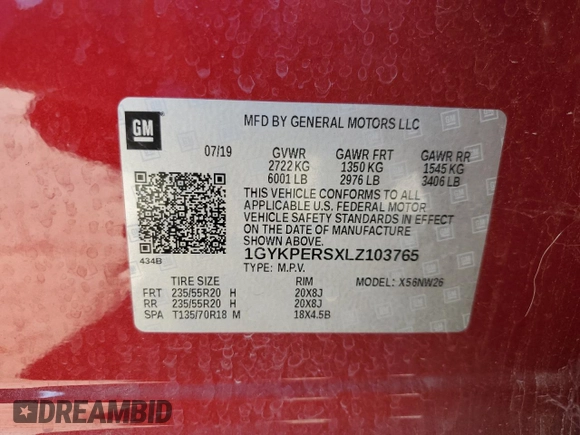 GM
MFD BY GENERAL MOTORS LLC
07/19 GVWR GAWR FRT GAWR RR
2722 KG 1350 KG 1545 KG
6001 LB 2976 LB 3406 LB
THIS VEHICLE CONFORMS TO ALL
APPLICABLE U.S. FEDERAL MOTOR
VEHICLE SAFETY STANDARDS IN EFFECT
ON THE DATE OF MANUFACTURE
SHOWN ABOVE.
434B
1GYKPERSXLZ103765
TYPE: M.P.V.
TIRE SIZE RIM MODEL: X56NW26
FRT 235/55R20 H 20X8J
RR 235/55R20 H 20X8J
SPA T135/70R18 M 18X4.5B
DREAMBID